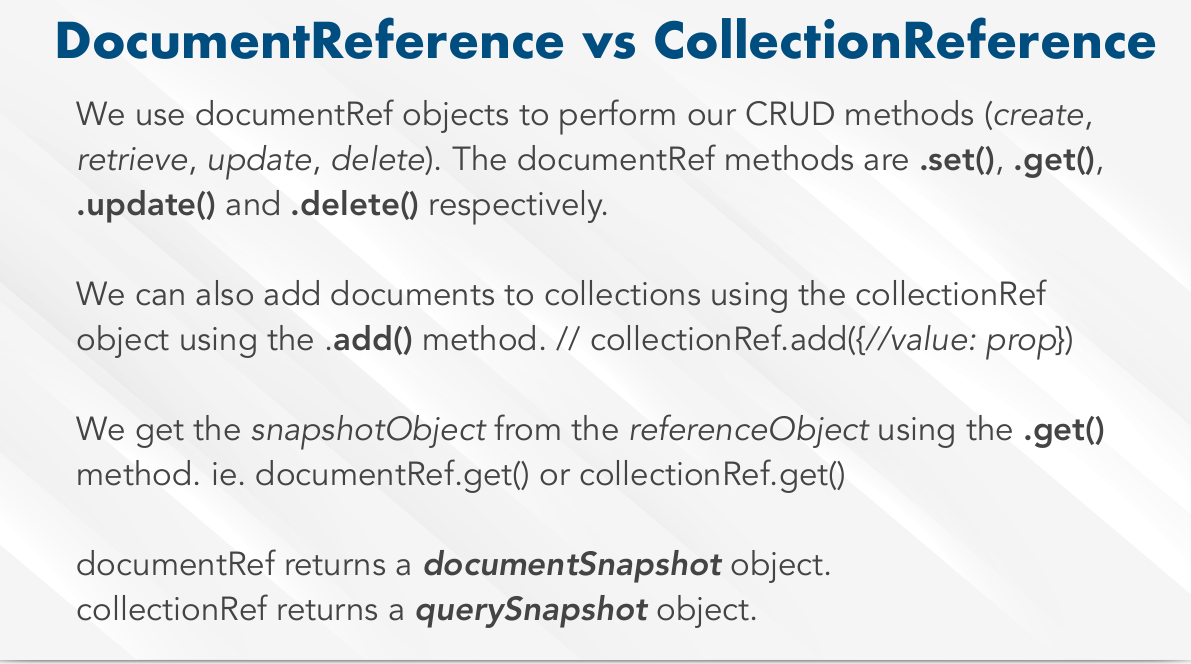 DocumentReference vs CollectionReference
We use documentRef objects to perform our CRUD methods (create,
retrieve, update, delete). The documentRef methods are .set(), .get(),
.update() and .delete() respectively.
We can also add documents to collections using the collectionRef
object using the .add() method. // collectionRef.add({//value: prop})
We get the snapshotObject from the referenceObject using the .get()
method. ie. documentRef.get() or collectionRef.get()
documentRef returns a documentSnapshot object.
collectionRef returns a querySnapshot object.